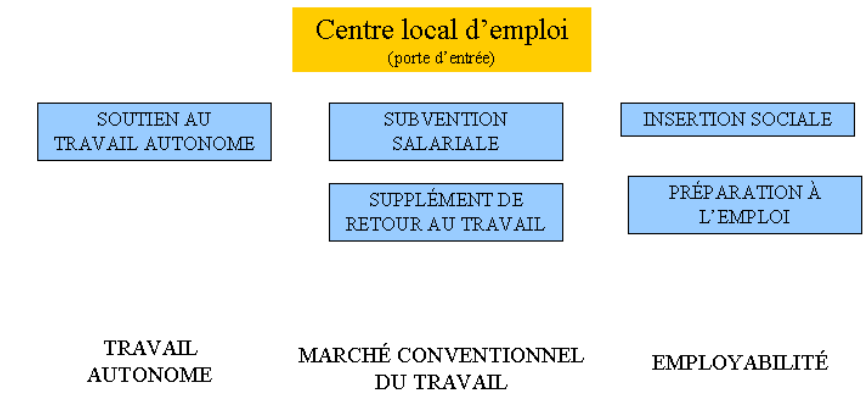 Centre local d'emploi
(porte d'entrée)
SOUTIEN AU
TRAVAIL AUTONOME
SUBVENTION
SALARIALE
INSERTION SOCIALE
SUPPLÉMENT DE
RETOUR AU TRAVAIL
PRÉPARATION À
L'EMPLOI
TRAVAIL
AUTONOME
MARCHÉ CONVENTIONNEL
DU TRAVAIL
EMPLOYABILITÉ